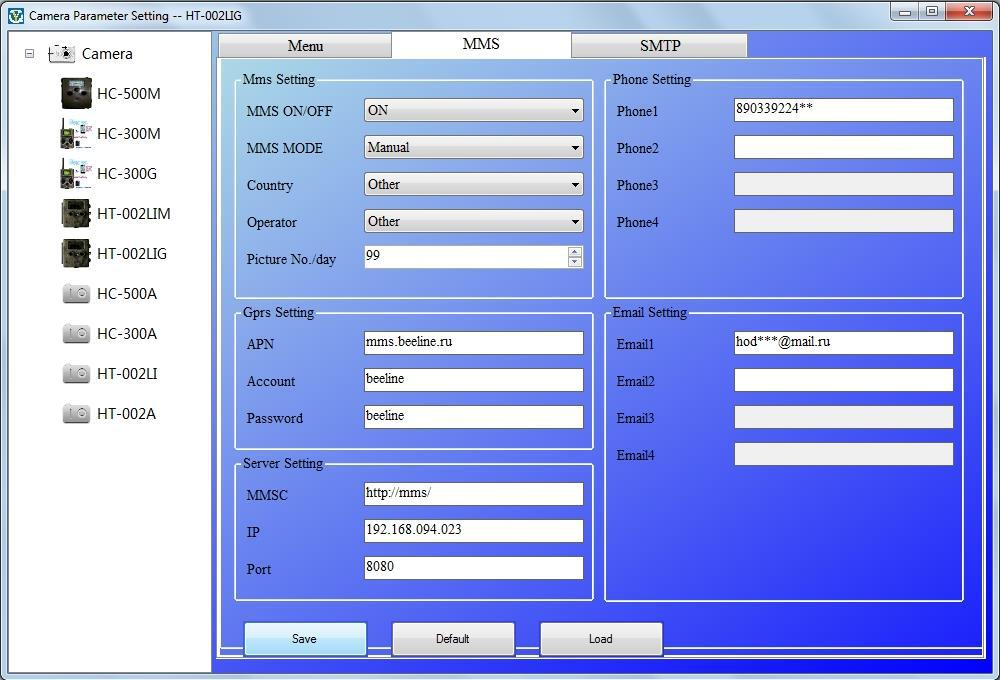 Camera Parameter Setting -- HT-002LIG
Camera
HC-500M
HC-300M
HC-300G
HT-002LIM
HT-002LIG
HC-500A
HC-300A
HT-002LI
HT-002A
Menu
MMS
SMTP
Mms Setting
MMS ON/OFF ON
MMS MODE Manual
Country Other
Operator Other
Picture No./day 99
Gprs Setting
APN mms.beeline.ru
Account beeline
Password beeline
Server Setting
MMSC http://mms/
IP 192.168.094.023
Port 8080
Phone Setting
Phone1 890339224**
Phone2
Phone3
Phone4
Email Setting
Email1 hod***@mail.ru
Email2
Email3
Email4
Save
Default
Load